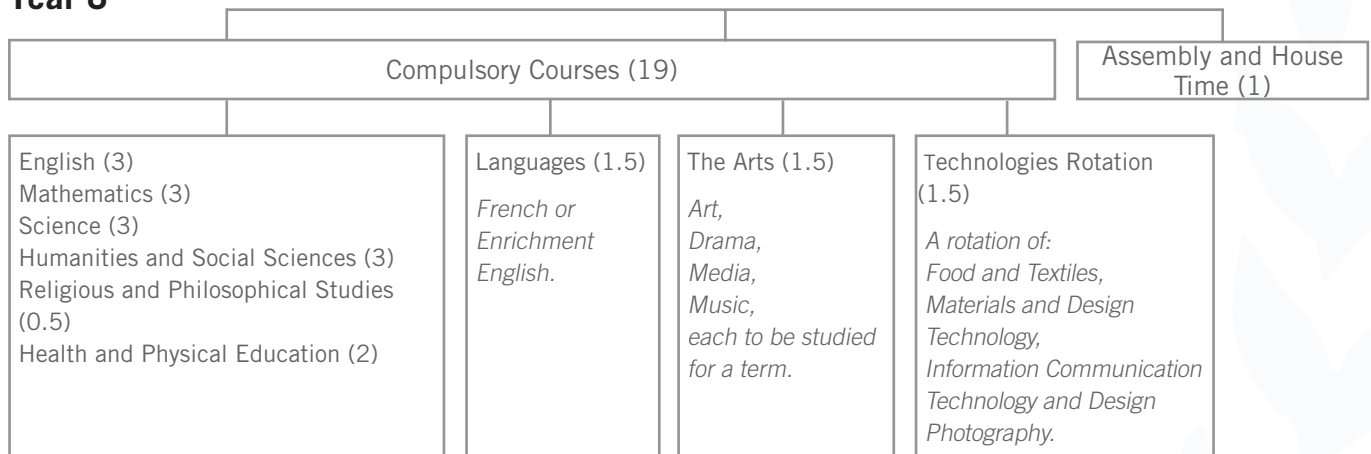 Compulsory Courses (19)
Assembly and House
Time (1)
English (3)
Mathematics (3)
Science (3)
Humanities and Social Sciences (3)
Religious and Philosophical Studies
(0.5)
Health and Physical Education (2)
Languages (1.5)
French or
Enrichment
English.
The Arts (1.5)
Art,
Drama,
Media,
Music,
each to be studied
for a term.
Technologies Rotation
(1.5)
A rotation of:
Food and Textiles,
Materials and Design
Technology,
Information Communication
Technology and Design
Photography.